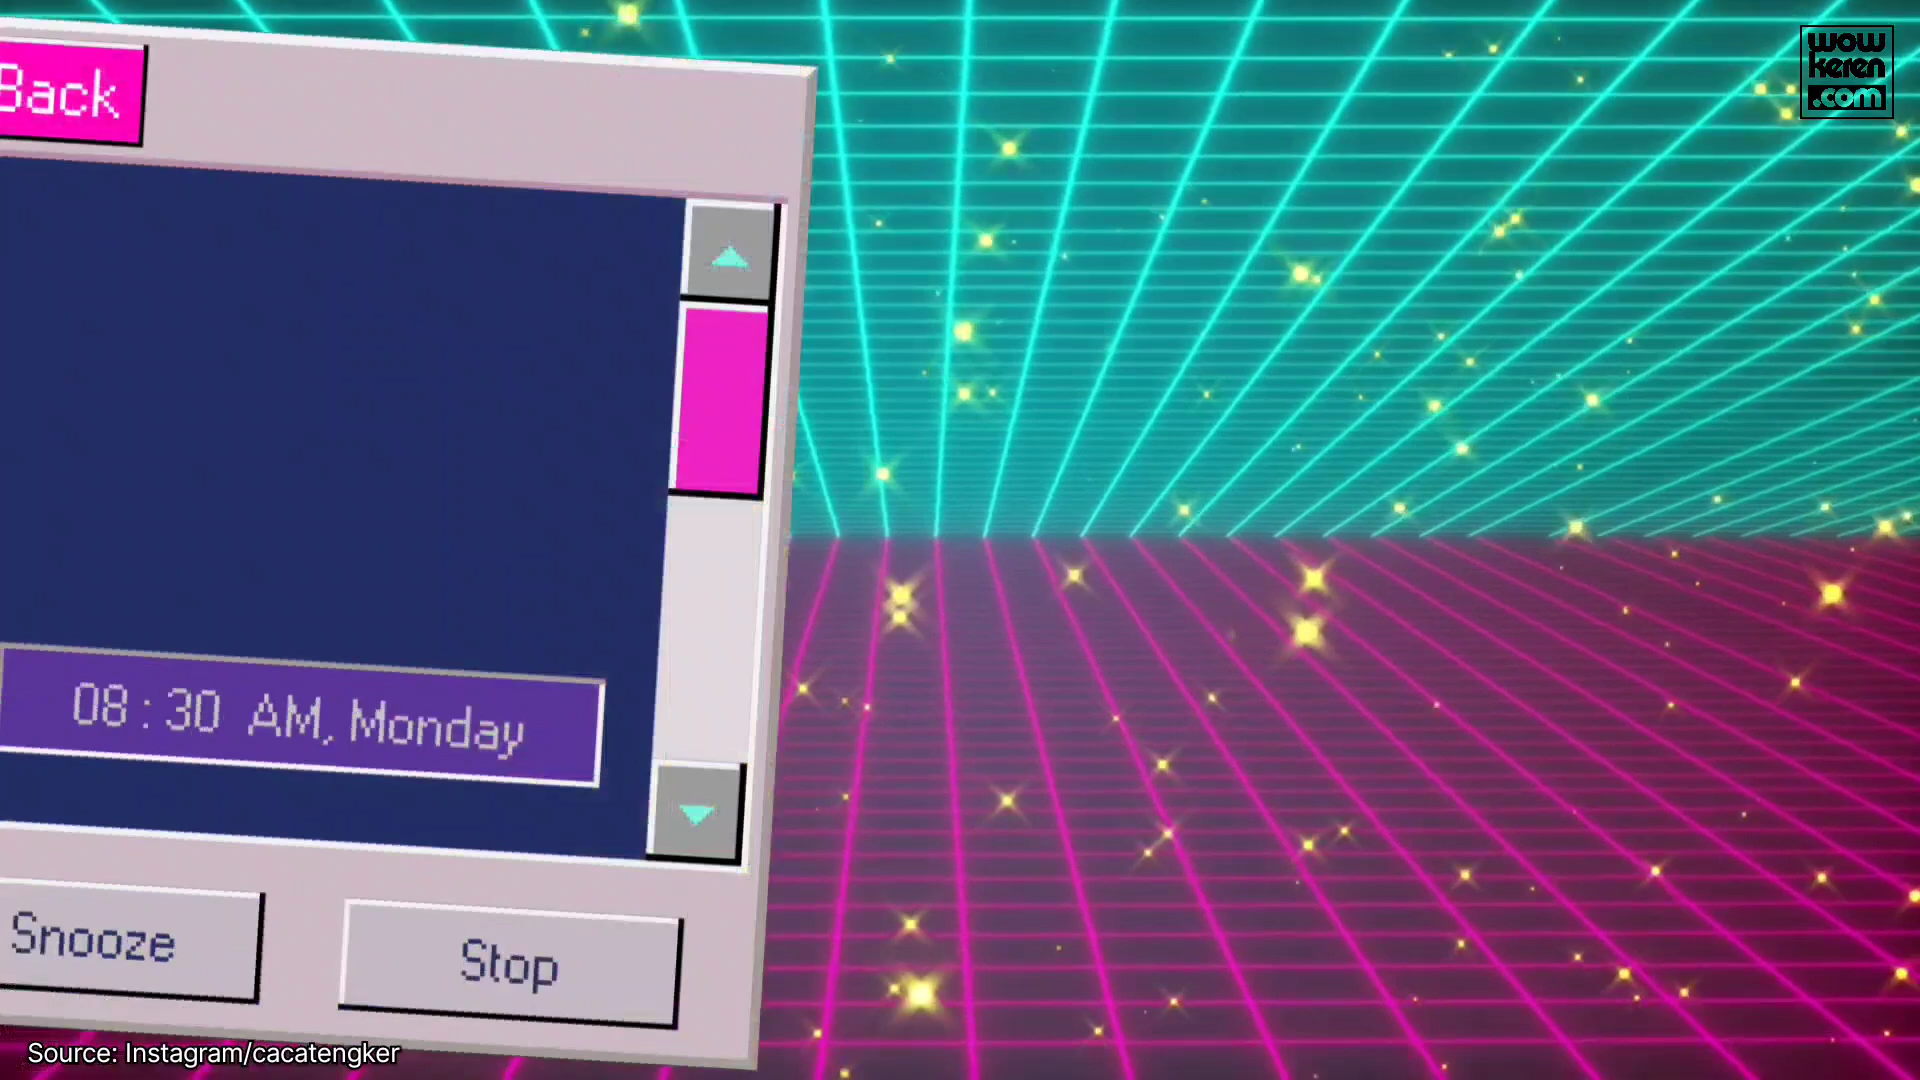 wow
keren
.com
Back
08:30 AM, Monday
Snooze
Stop
Source: Instagram/cacatengker